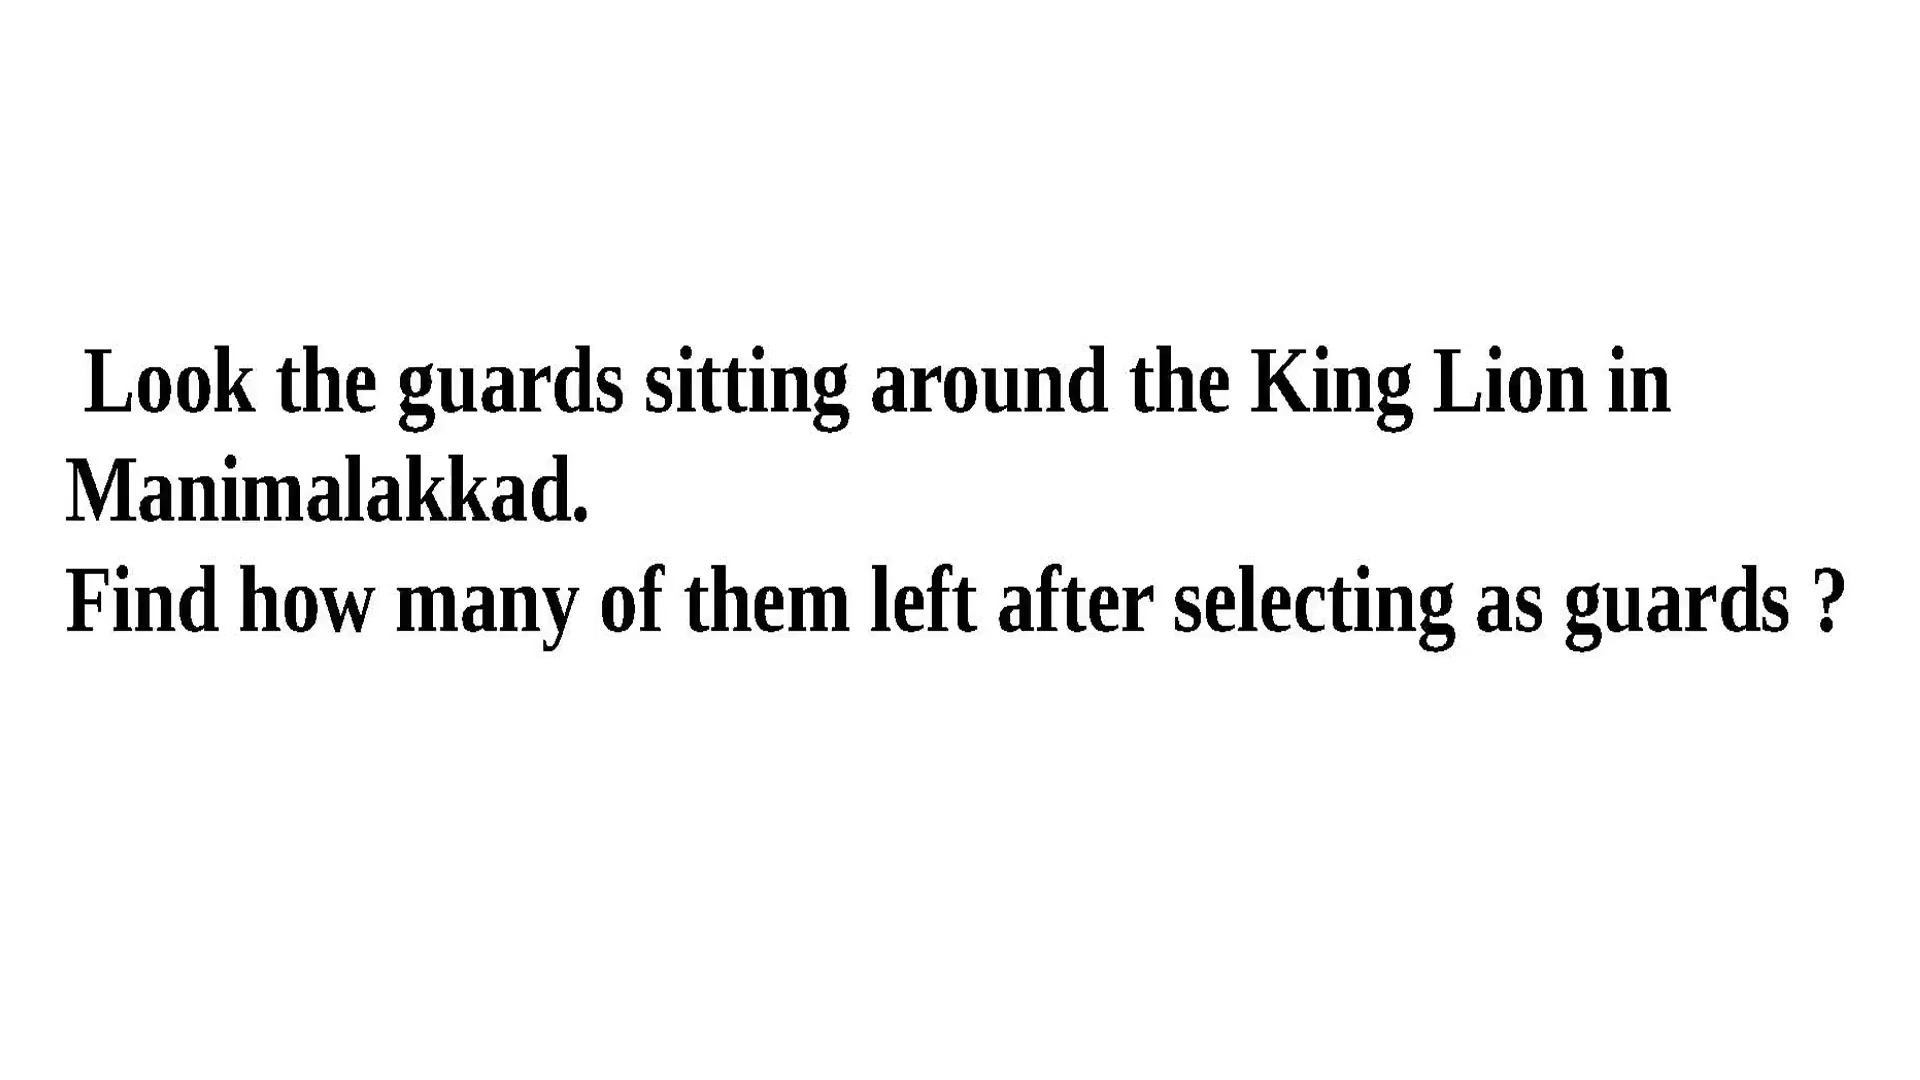 Look the guards sitting around the King Lion in
Manimalakkad.
Find how many of them left after selecting as guards ?